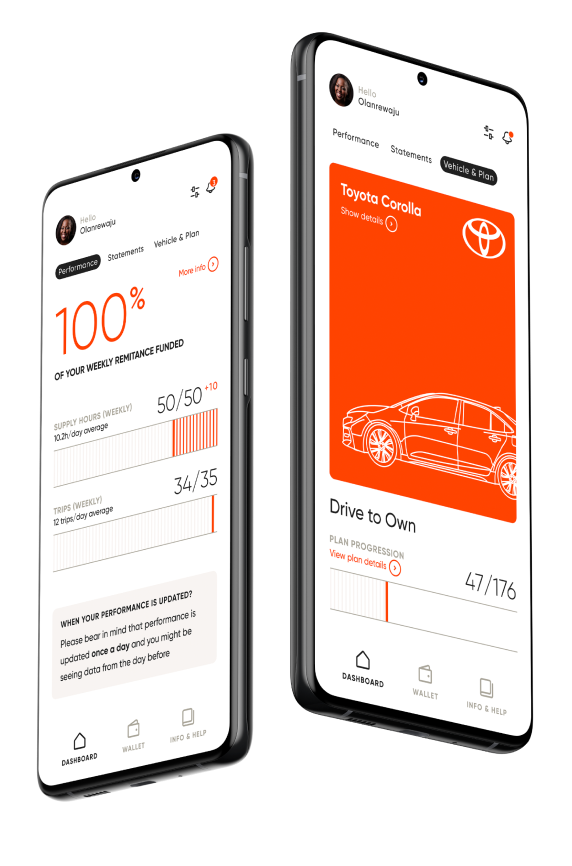 Hello
Olanrewaju
Performance
Statements
Vehicle & Plan
More info
100%
OF YOUR WEEKLY REMITANCE FUNDED
SUPPLY HOURS (WEEKLY)
10.2h/day average
50/50 +10
TRIPS (WEEKLY)
12 trips/day average
34/35
WHEN YOUR PERFORMANCE IS UPDATED?
Please bear in mind that performance is
updated once a day and you might be
seeing data from the day before
DASHBOARD
WALLET
INFO & HELP
Hello
Olanrewaju
Performance
Statements
Vehicle & Plan
Toyota Corolla
Show details
Drive to Own
PLAN PROGRESSION
View plan details
47/176
DASHBOARD
WALLET
INFO & HELP